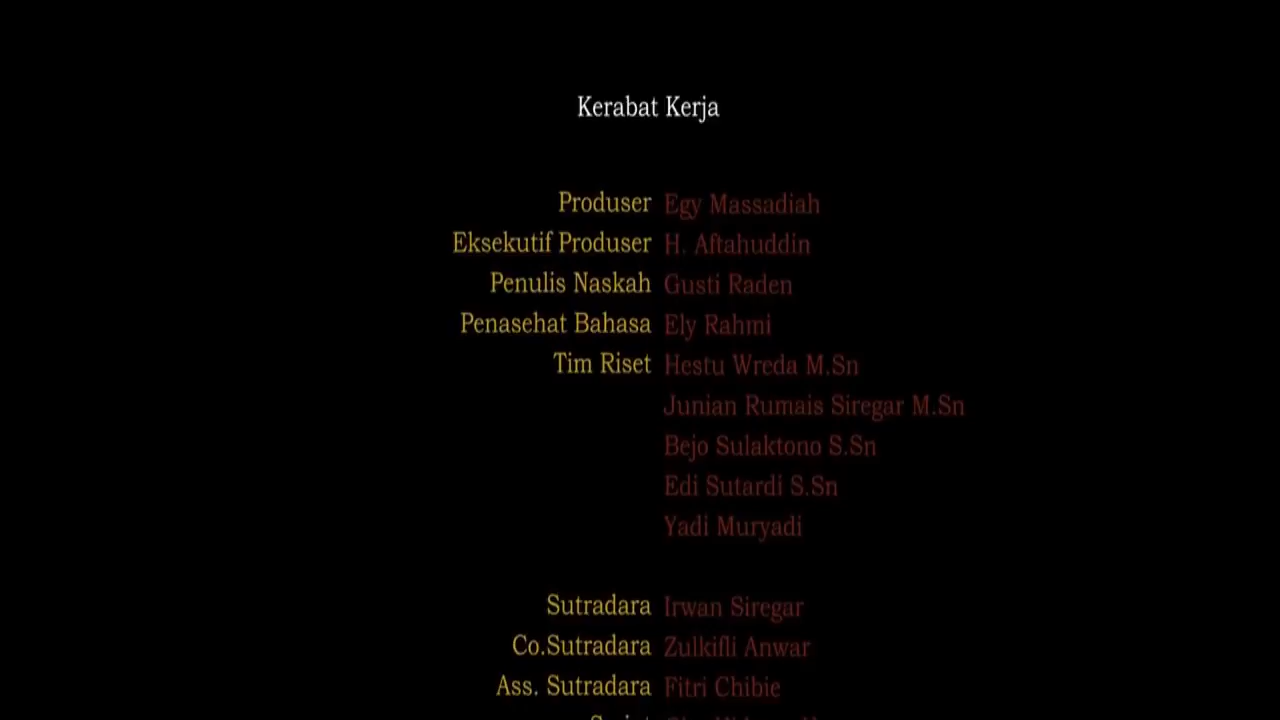 Kerabat Kerja
Produser Egy Massadiah
Eksekutif Produser H. Aftahuddin
Penulis Naskah Gusti Raden
Penasehat Bahasa Ely Rahmi
Tim Riset Hestu Wreda M.Sn
Junian Rumais Siregar M.Sn
Bejo Sulaktono S.Sn
Edi Sutardi S.Sn
Yadi Muryadi
Sutradara Irwan Siregar
Co.Sutradara Zulkifli Anwar
Ass. Sutradara Fitri Chibie